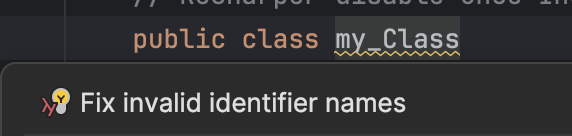 public class my_Class
Fix invalid identifier names